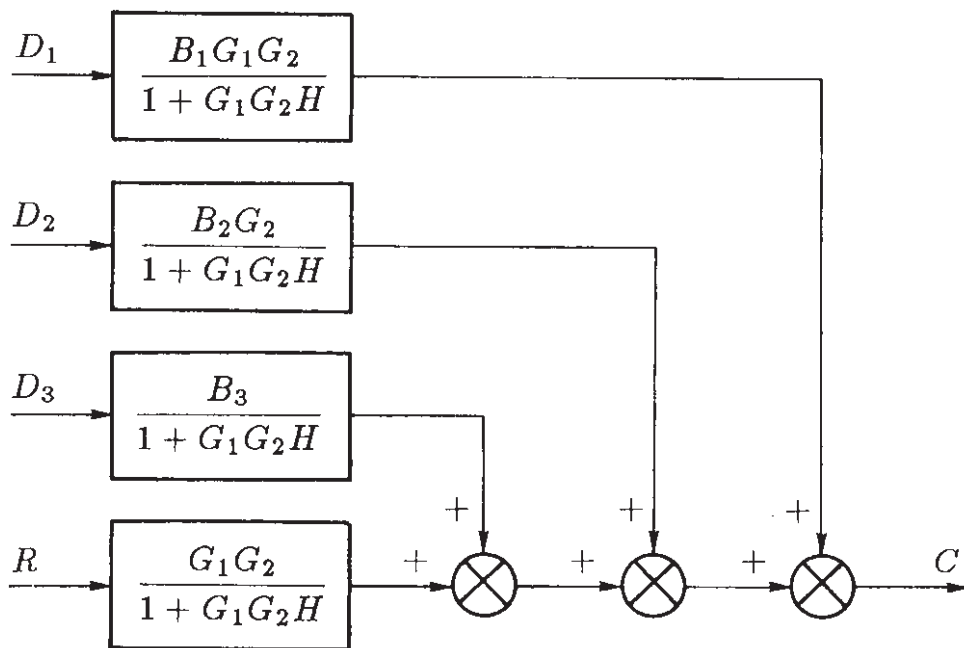 D₁
B₁G₁G₂
1 + G₁G₂H
D₂
B₂G₂
1 + G₁G₂H
D₃
B₃
1 + G₁G₂H
+ + +
R
G₁G₂
1 + G₁G₂H
+ + + C